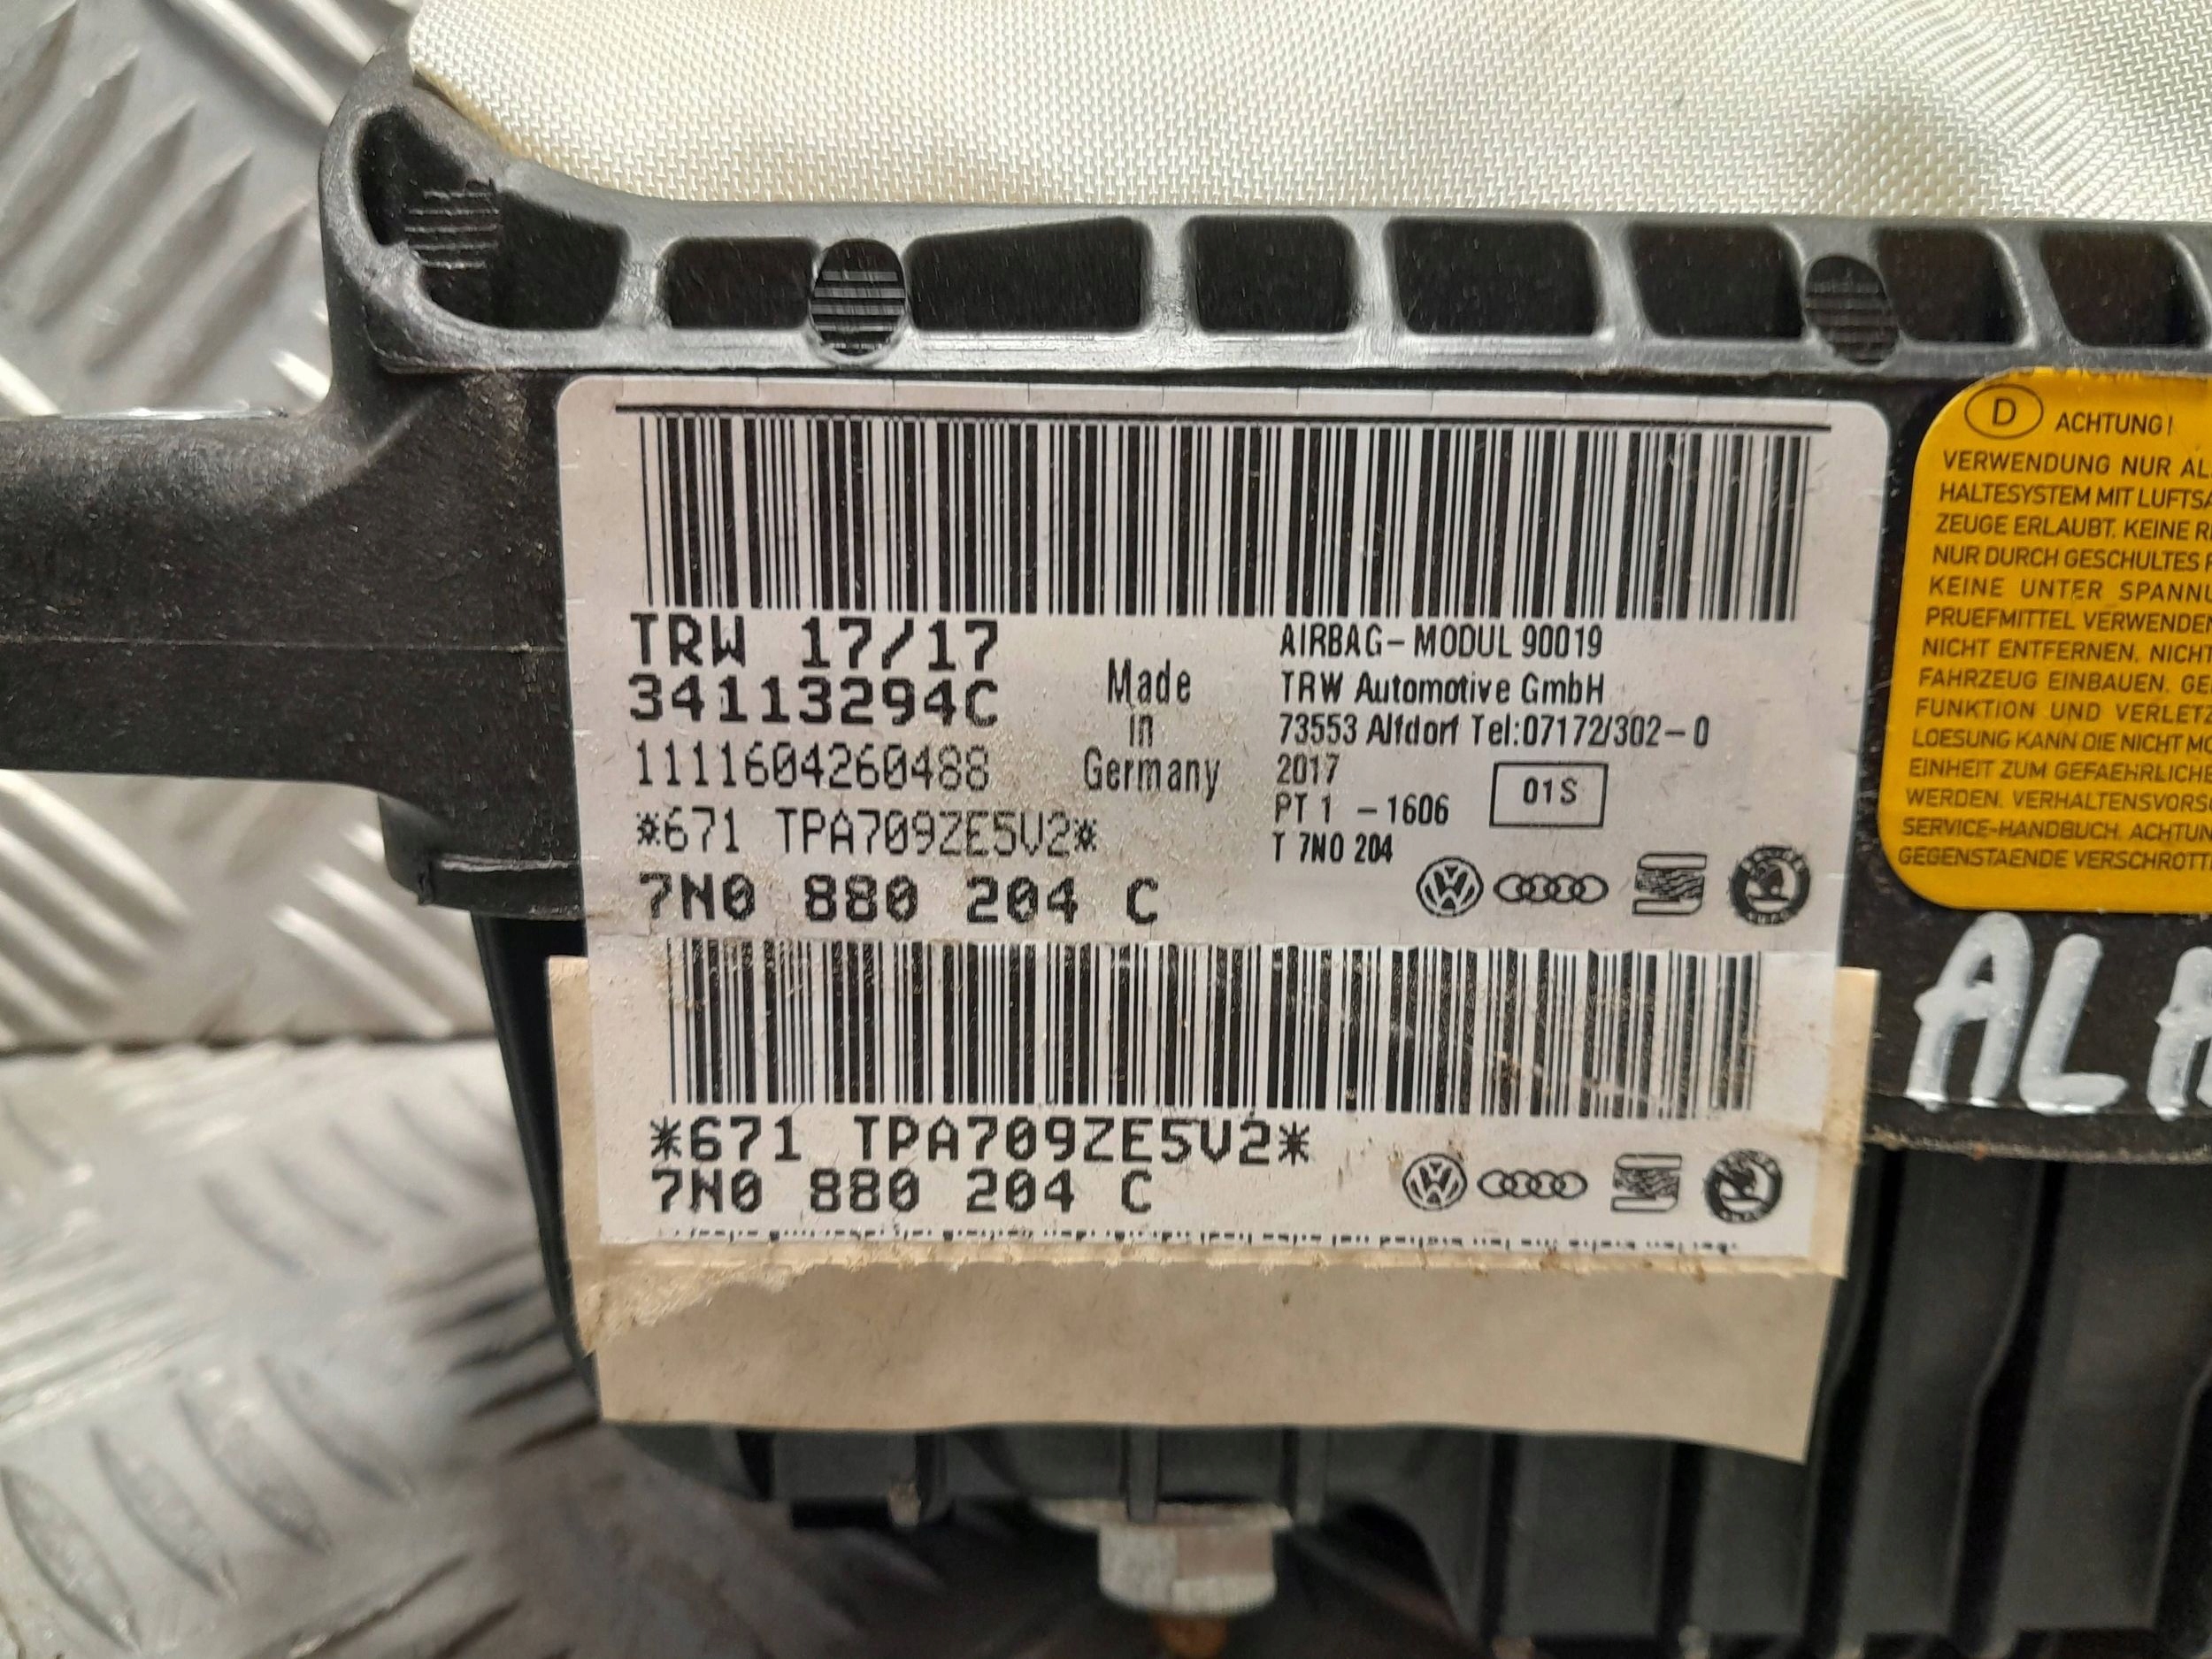 TRW 17/17
34113294C
1111604260488
*671 TPA709ZE5V2*
7N0 880 204 C
Made
in
Germany
AIRBAG-MODUL 90019
TRW Automotive GmbH
73553 Alfdorf Tel:07172/302-0
2017
01S
PT 1 -1606
T 7N0 204
*671 TPA709ZE5V2*
7N0 880 204 C
D ACHTUNG!
VERWENDUNG NUR AL
HALTESYSTEM MIT LUFTSA
ZEUGE ERLAUBT. KEINE R
NUR DURCH GESCHULTES
KEINE UNTER SPANNU
PRUEFMITTEL VERWENDEN
NICHT ENTFERNEN. NICHT
FAHRZEUG EINBAUEN. GE
FUNKTION UND VERLETZ
LOESUNG KANN DIE NICHT MO
EINHEIT ZUM GEFAEHRLICHE
WERDEN. VERHALTENSVORS
SERVICE-HANDBUCH. ACHTUN
GEGENSTAENDE VERSCHROTT
AL